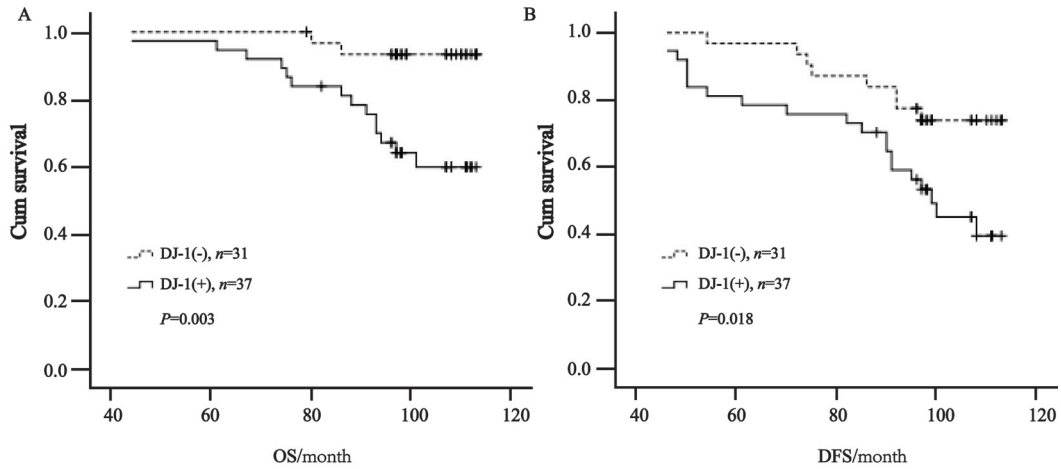 A
Cum survival
1.0
0.8
0.6
0.4
0.2
0.0
DJ-1(-), n=31
DJ-1(+), n=37
P=0.003
40 60 80 100 120
OS/month
B
Cum survival
1.0
0.8
0.6
0.4
0.2
0.0
DJ-1(-), n=31
DJ-1(+), n=37
P=0.018
40 60 80 100 120
DFS/month